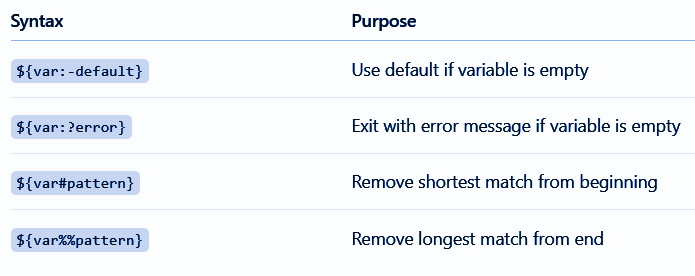 Syntax Purpose
${var:-default} Use default if variable is empty
${var:?error} Exit with error message if variable is empty
${var#pattern} Remove shortest match from beginning
${var%%pattern} Remove longest match from end